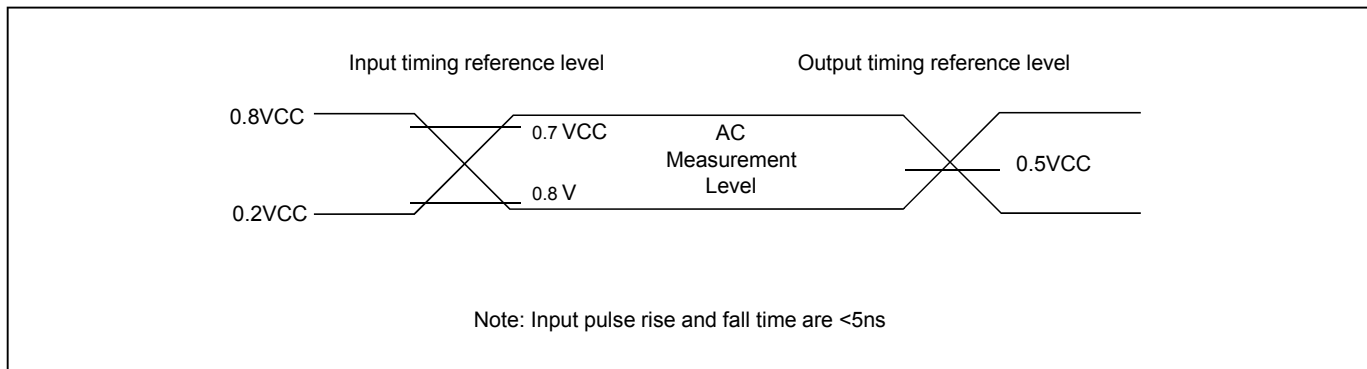 Input timing reference level
Output timing reference level
0.8VCC
0.7 VCC
AC
Measurement
Level
0.5VCC
0.8 V
0.2VCC
Note: Input pulse rise and fall time are <5ns